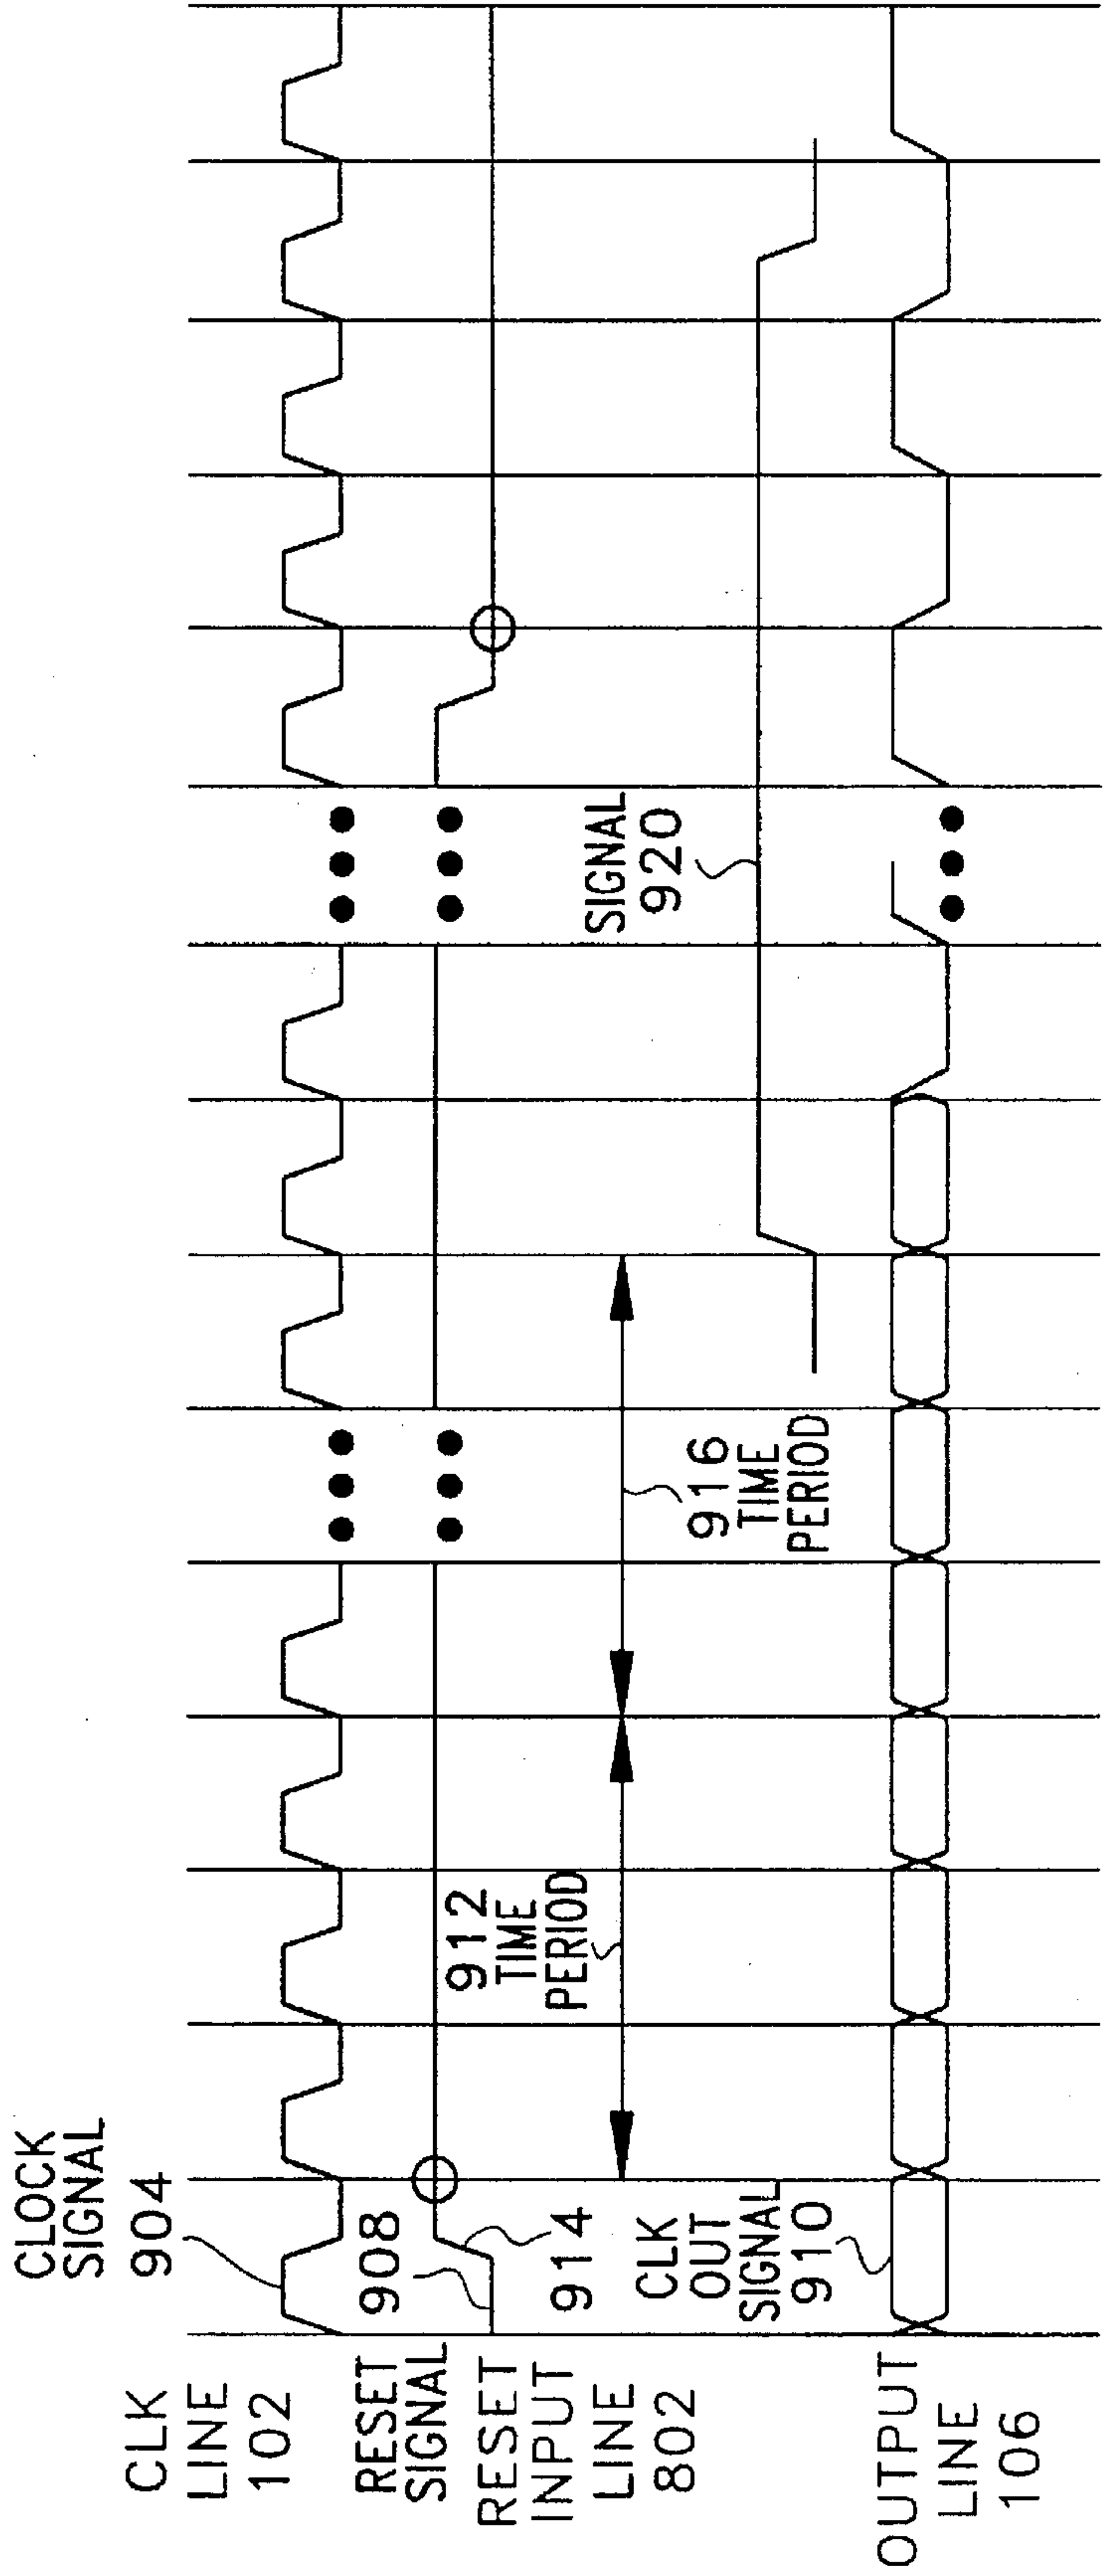 CLOCK
SIGNAL
904
CLK
LINE
102
RESET
SIGNAL
908
RESET
INPUT
LINE
802
914
912
TIME
PERIOD
916
TIME
PERIOD
SIGNAL
920
CLK
OUT
SIGNAL
910
OUTPUT
LINE
106